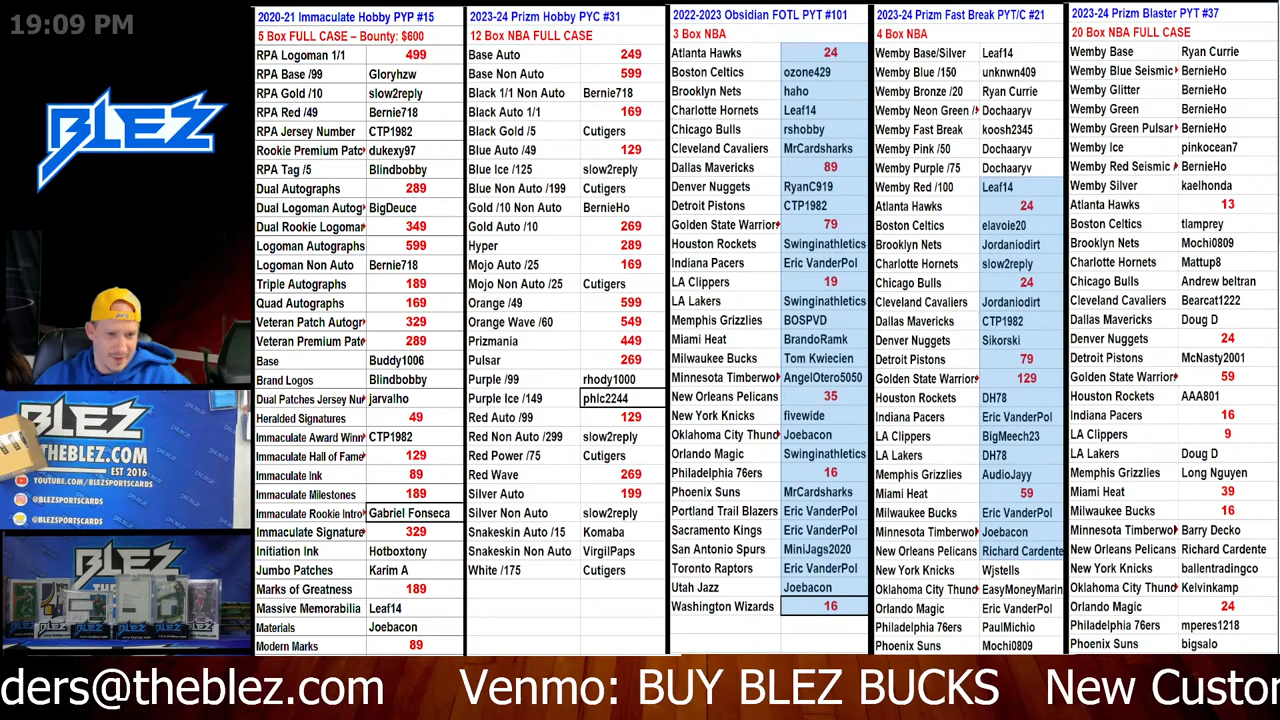 19:09 PM
BLEZ
BLEZ
THEBLEZ.COM
EST 2016
YOUTUBE.COM/BLEZSPORTSCARDS
@BLEZSPORTSCARDS
@BLEZSPORTSCARDS
BLEZ
2020-21 Immaculate Hobby PYP #15
5 Box FULL CASE – Bounty: $600
RPA Logoman 1/1 499
RPA Base /99 Gloryhzw
RPA Gold /10 slow2reply
RPA Red /49 Bernie718
RPA Jersey Number CTP1982
Rookie Premium Patc dukexy97
RPA Tag /5 Blindbobby
Dual Autographs 289
Dual Logoman Autog BigDeuce
Dual Rookie Logoma 349
Logoman Autographs 599
Logoman Non Auto Bernie718
Triple Autographs 189
Quad Autographs 169
Veteran Patch Autogr 329
Veteran Premium Pat 289
Base Buddy1006
Brand Logos Blindbobby
Dual Patches Jersey Nu jarvalho
Heralded Signatures 49
Immaculate Award Winn CTP1982
Immaculate Hall of Fame 129
Immaculate Ink 89
Immaculate Milestones 189
Immaculate Rookie Intro Gabriel Fonseca
Immaculate Signature 329
Initiation Ink Hotboxtony
Jumbo Patches Karim A
Marks of Greatness 189
Massive Memorabilia Leaf14
Materials Joebacon
Modern Marks 89
2023-24 Prizm Hobby PYC #31
12 Box NBA FULL CASE
Base Auto 249
Base Non Auto 599
Black 1/1 Non Auto Bernie718
Black Auto 1/1 169
Black Gold /5 Cutigers
Blue Auto /49 129
Blue Ice /125 slow2reply
Blue Non Auto /199 Cutigers
Gold /10 Non Auto BernieHo
Gold Auto /10 269
Hyper 289
Mojo Auto /25 169
Mojo Non Auto /25 Cutigers
Orange /49 599
Orange Wave /60 549
Prizmania 449
Pulsar 269
Purple /99 rhody1000
Purple Ice /149 phlc2244
Red Auto /99 129
Red Non Auto /299 slow2reply
Red Power /75 Cutigers
Red Wave 269
Silver Auto 199
Silver Non Auto slow2reply
Snakeskin Auto /15 Komaba
Snakeskin Non Auto VirgilPaps
White /175 Cutigers
2022-2023 Obsidian FOTL PYT #101
3 Box NBA
Atlanta Hawks 24
Boston Celtics ozone429
Brooklyn Nets haho
Charlotte Hornets Leaf14
Chicago Bulls rshobby
Cleveland Cavaliers MrCardsharks
Dallas Mavericks 89
Denver Nuggets RyanC919
Detroit Pistons CTP1982
Golden State Warrior 79
Houston Rockets Swinginathletics
Indiana Pacers Eric VanderPol
LA Clippers 19
LA Lakers Swinginathletics
Memphis Grizzlies BOSPVD
Miami Heat BrandoRamk
Milwaukee Bucks Tom Kwiecien
Minnesota Timberwo AngelOtero5050
New Orleans Pelicans 35
New York Knicks fivewide
Oklahoma City Thund Joebacon
Orlando Magic Swinginathletics
Philadelphia 76ers 16
Phoenix Suns MrCardsharks
Portland Trail Blazers Eric VanderPol
Sacramento Kings Eric VanderPol
San Antonio Spurs MiniJags2020
Toronto Raptors Eric VanderPol
Utah Jazz Joebacon
Washington Wizards 16
2023-24 Prizm Fast Break PYT/C #21
4 Box NBA
Wemby Base/Silver Leaf14
Wemby Blue /150 unknwn409
Wemby Bronze /20 Ryan Currie
Wemby Neon Green / Dochaaryv
Wemby Fast Break koosh2345
Wemby Pink /50 Dochaaryv
Wemby Purple /75 Dochaaryv
Wemby Red /100 Leaf14
Atlanta Hawks 24
Boston Celtics elavoie20
Brooklyn Nets Jordaniodirt
Charlotte Hornets slow2reply
Chicago Bulls 24
Cleveland Cavaliers Jordaniodirt
Dallas Mavericks CTP1982
Denver Nuggets Sikorski
Detroit Pistons 79
Golden State Warrior 129
Houston Rockets DH78
Indiana Pacers Eric VanderPol
LA Clippers BigMeech23
LA Lakers DH78
Memphis Grizzlies AudioJayy
Miami Heat 59
Milwaukee Bucks Eric VanderPol
Minnesota Timberwo Joebacon
New Orleans Pelicans Richard Cardente
New York Knicks Wjstells
Oklahoma City Thund EasyMoneyMarin
Orlando Magic Eric VanderPol
Philadelphia 76ers PaulMichio
Phoenix Suns Mochi0809
2023-24 Prizm Blaster PYT #37
20 Box NBA FULL CASE
Wemby Base Ryan Currie
Wemby Blue Seismic BernieHo
Wemby Glitter BernieHo
Wemby Green BernieHo
Wemby Green Pulsar BernieHo
Wemby Ice pinkocean7
Wemby Red Seismic BernieHo
Wemby Silver kaelhonda
Atlanta Hawks 13
Boston Celtics tlamprey
Brooklyn Nets Mochi0809
Charlotte Hornets Mattup8
Chicago Bulls Andrew beltran
Cleveland Cavaliers Bearcat1222
Dallas Mavericks Doug D
Denver Nuggets 24
Detroit Pistons McNasty2001
Golden State Warrior 59
Houston Rockets AAA801
Indiana Pacers 16
LA Clippers 9
LA Lakers Doug D
Memphis Grizzlies Long Nguyen
Miami Heat 39
Milwaukee Bucks 16
Minnesota Timberwo Barry Decko
New Orleans Pelicans Richard Cardente
New York Knicks ballentradingco
Oklahoma City Thund Kelvinkamp
Orlando Magic 24
Philadelphia 76ers mperes1218
Phoenix Suns bigsalo
ders@theblez.com Venmo: BUY BLEZ BUCKS New Custo